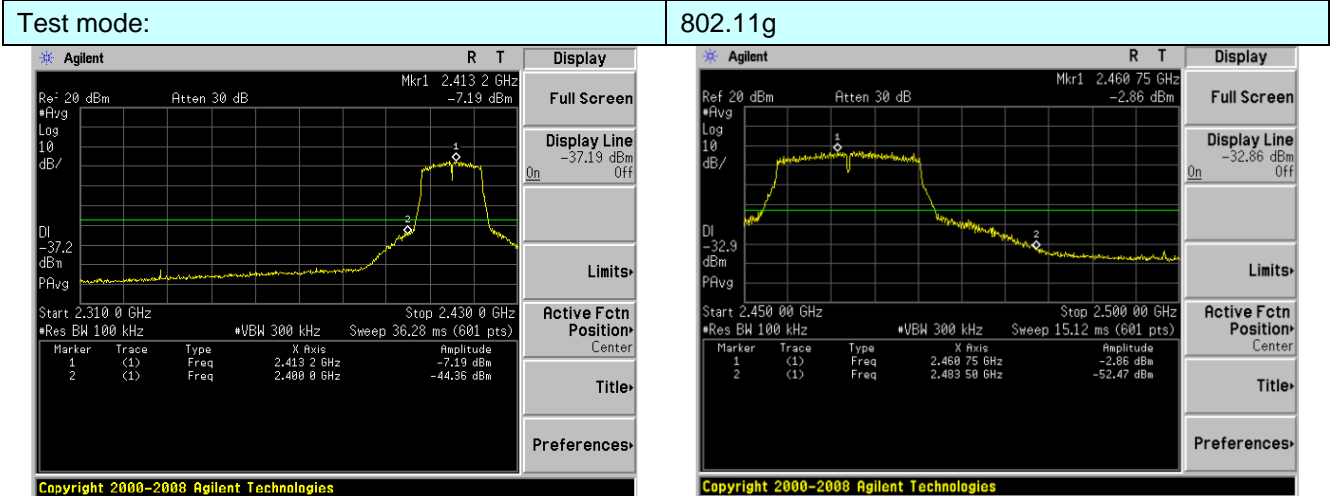 Test mode:
802.11g
Agilent
R T
Mkr1 2.413 2 GHz
Ref 20 dBm
Atten 30 dB
-7.19 dBm
#Avg
Log
10
dB/
1
2
DI
-37.2
dBm
PAvg
Start 2.310 0 GHz
Stop 2.430 0 GHz
#Res BW 100 kHz
#VBW 300 kHz
Sweep 36.28 ms (601 pts)
Marker Trace Type X Axis Amplitude
1 (1) Freq 2.413 2 GHz -7.19 dBm
2 (1) Freq 2.400 0 GHz -44.36 dBm
Copyright 2000-2008 Agilent Technologies
Display
Full Screen
Display Line
-37.19 dBm
On Off
Limits
Active Fctn
Position
Center
Title
Preferences
Agilent
R T
Mkr1 2.460 75 GHz
Ref 20 dBm
Atten 30 dB
-2.86 dBm
#Avg
Log
10
dB/
1
2
DI
-32.9
dBm
PAvg
Start 2.450 00 GHz
Stop 2.500 00 GHz
#Res BW 100 kHz
#VBW 300 kHz
Sweep 15.12 ms (601 pts)
Marker Trace Type X Axis Amplitude
1 (1) Freq 2.460 75 GHz -2.86 dBm
2 (1) Freq 2.483 50 GHz -52.47 dBm
Copyright 2000-2008 Agilent Technologies
Display
Full Screen
Display Line
-32.86 dBm
On Off
Limits
Active Fctn
Position
Center
Title
Preferences